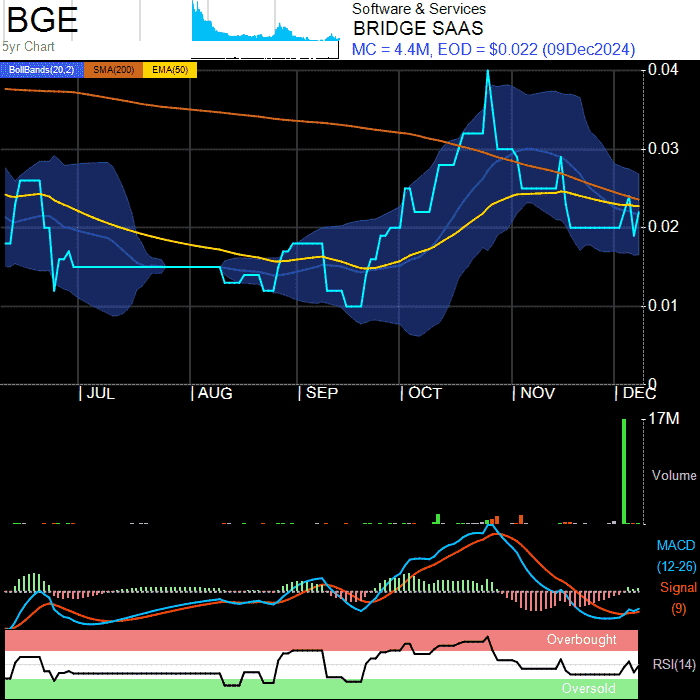 BGE
5yr Chart
Software & Services
BRIDGE SAAS
MC = 4.4M, EOD = $0.022 (09Dec2024)
BollBands(20,2) SMA(200) EMA(50)
0.04
0.03
0.02
0.01
0
| JUL | AUG | SEP | OCT | NOV | DEC
17M
Volume
MACD
(12-26)
Signal
(9)
Overbought
RSI(14)
Oversold